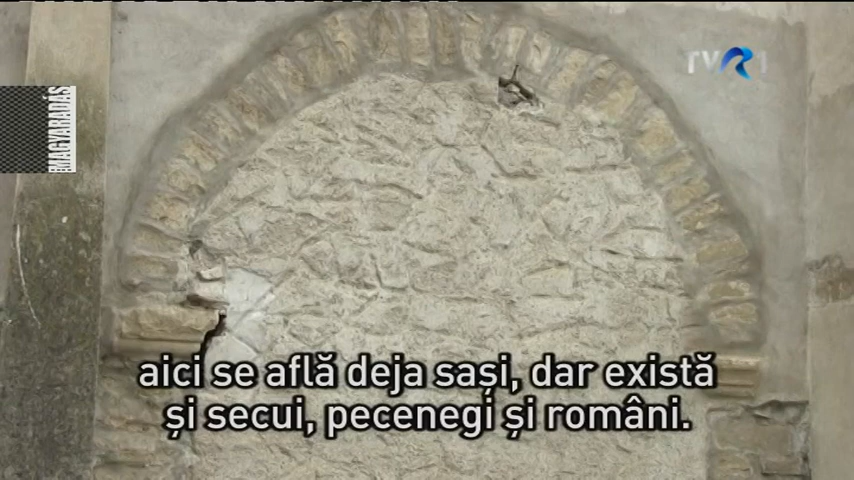 TVR1
MAGYARADÁS
aici se află deja sași, dar există
și secui, pecenegi și români.